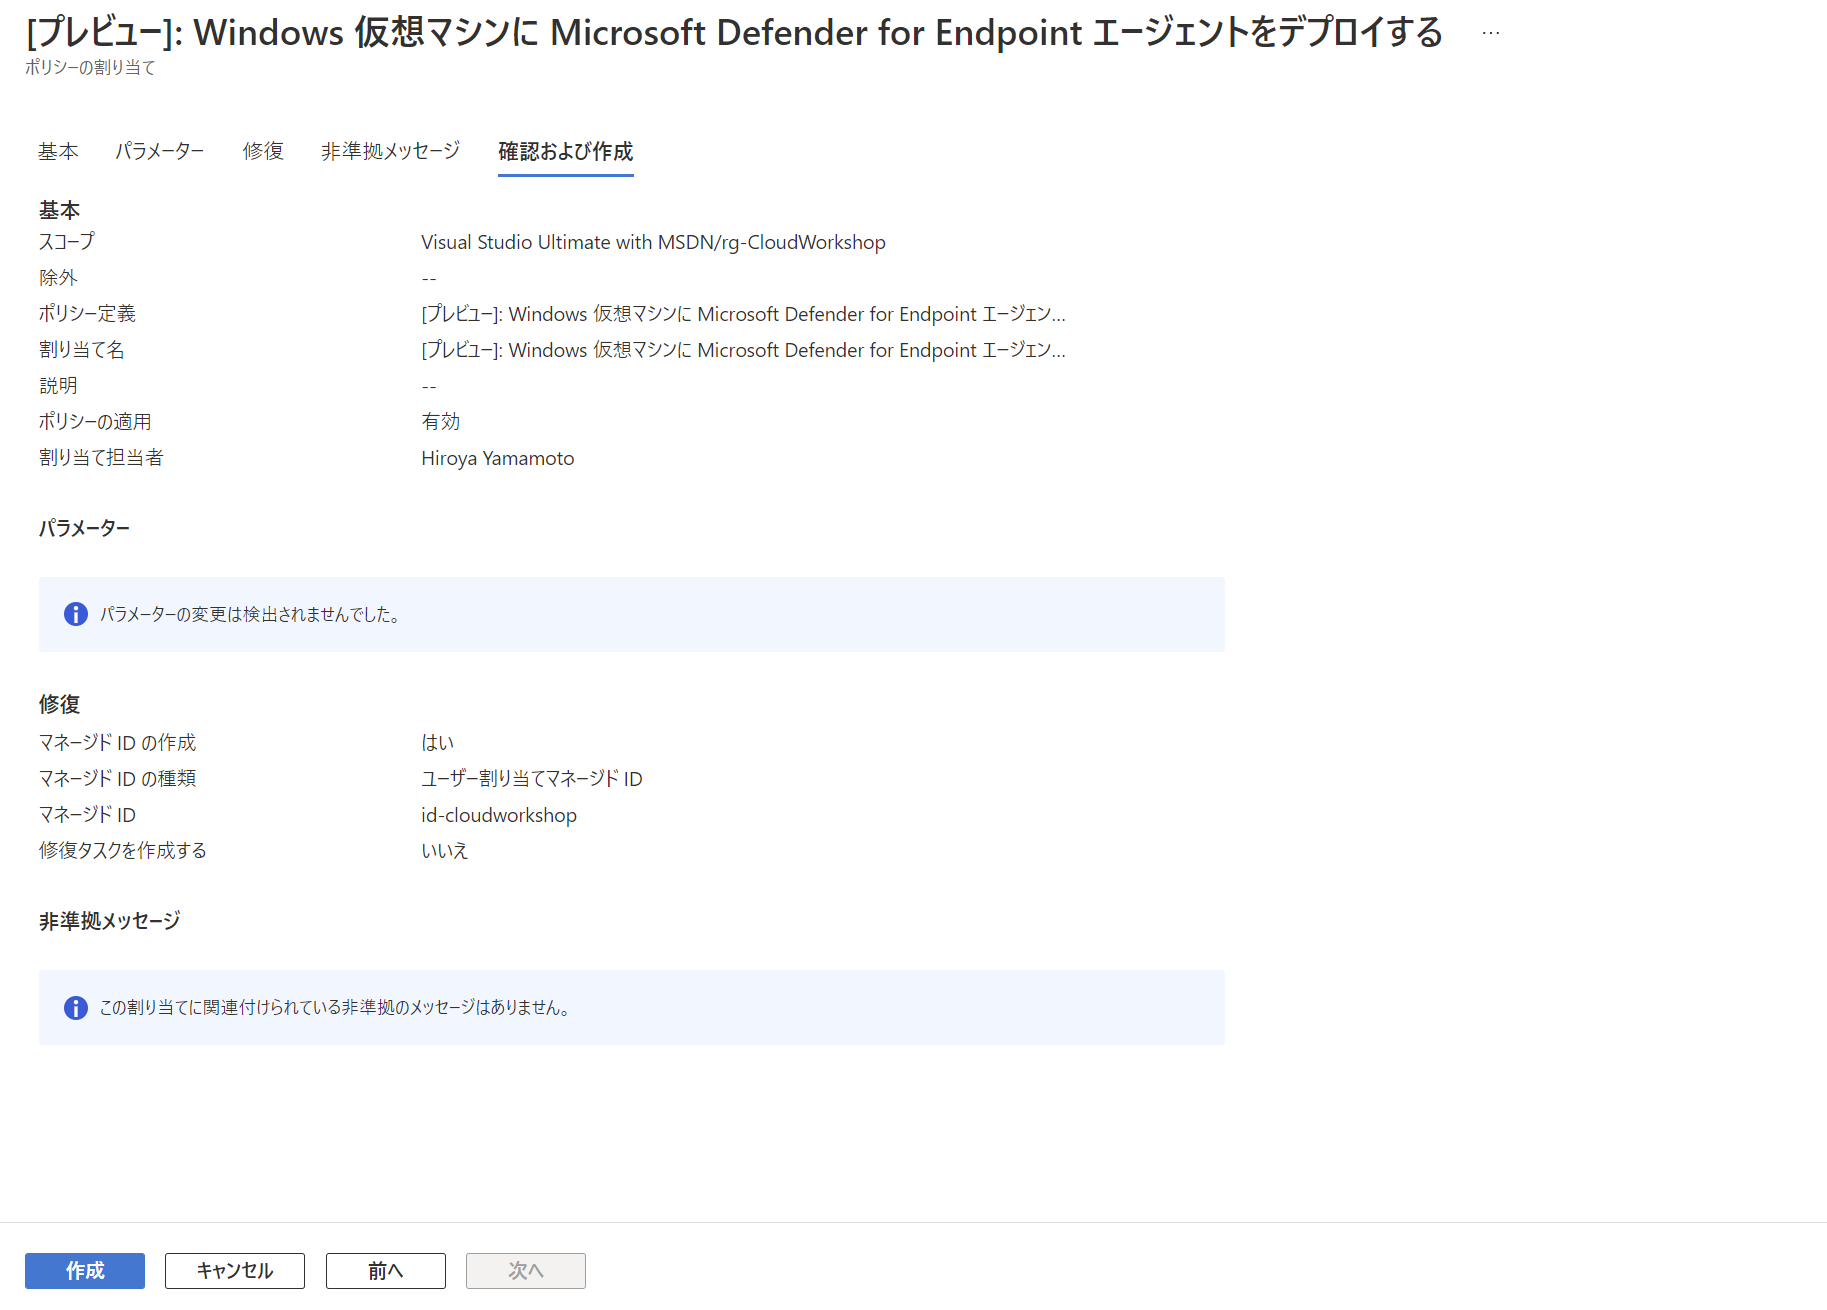 [プレビュー]: Windows 仮想マシンに Microsoft Defender for Endpoint エージェントをデプロイする ...
ポリシーの割り当て
基本 パラメーター 修復 非準拠メッセージ 確認および作成
基本
スコープ Visual Studio Ultimate with MSDN/rg-CloudWorkshop
除外 --
ポリシー定義 [プレビュー]: Windows 仮想マシンに Microsoft Defender for Endpoint エージェン...
割り当て名 [プレビュー]: Windows 仮想マシンに Microsoft Defender for Endpoint エージェン...
説明 --
ポリシーの適用 有効
割り当て担当者 Hiroya Yamamoto
パラメーター
パラメーターの変更は検出されませんでした。
修復
マネージド ID の作成 はい
マネージド ID の種類 ユーザー割り当てマネージド ID
マネージド ID id-cloudworkshop
修復タスクを作成する いいえ
非準拠メッセージ
この割り当てに関連付けられている非準拠のメッセージはありません。
作成 キャンセル 前へ 次へ